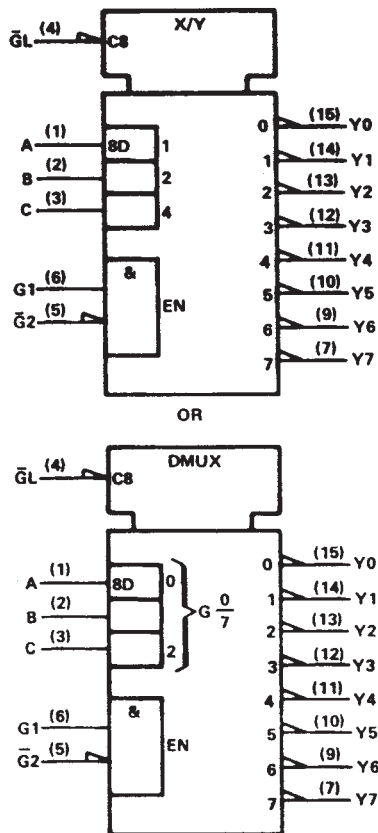 X/Y
ḠL (4) C8
0 (15) Y0
A (1) 8D 1
1 (14) Y1
B (2) 2
2 (13) Y2
C (3) 4
3 (12) Y3
4 (11) Y4
&
G1 (6) EN
5 (10) Y5
Ḡ2 (5)
6 (9) Y6
7 (7) Y7
OR
DMUX
ḠL (4) C8
0 (15) Y0
A (1) 8D 0
1 (14) Y1
B (2) G 0/7
2 (13) Y2
C (3) 2
3 (12) Y3
4 (11) Y4
&
G1 (6) EN
5 (10) Y5
Ḡ2 (5)
6 (9) Y6
7 (7) Y7